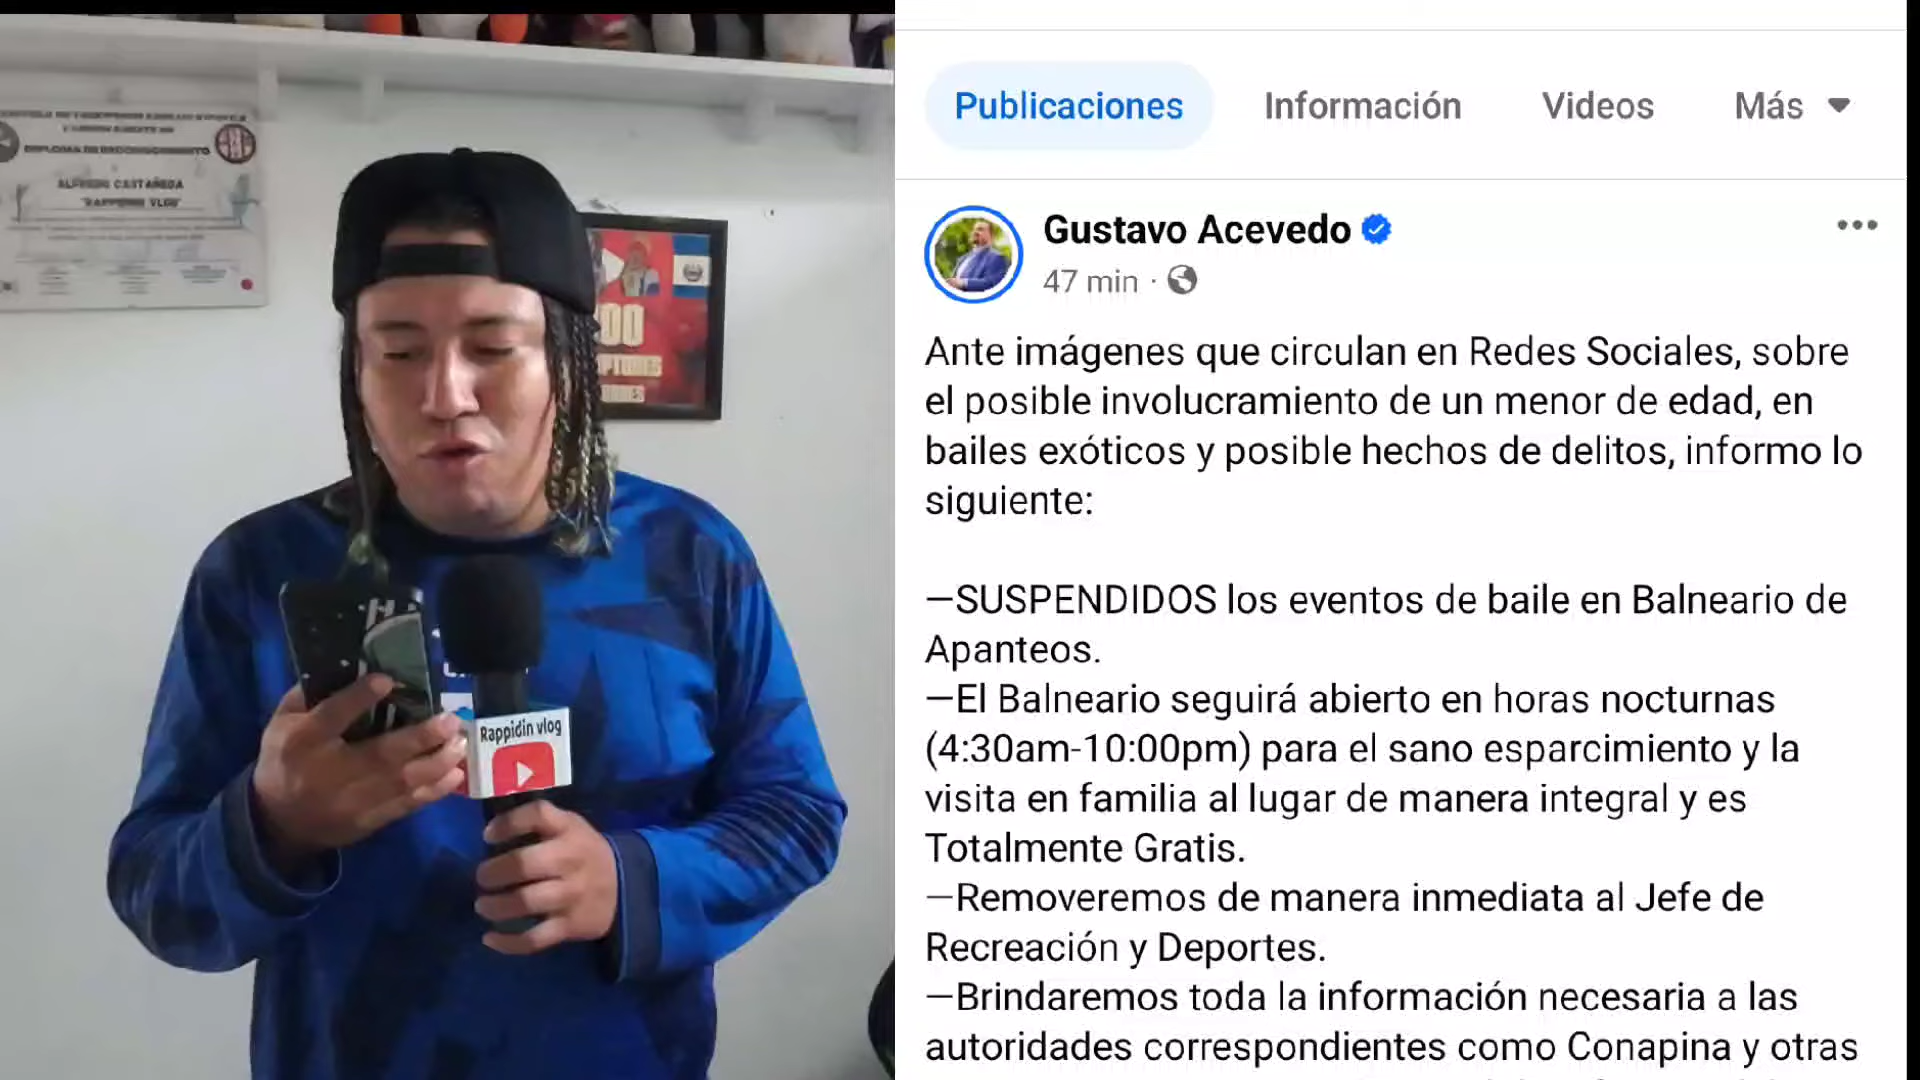 DIPLOMA DE RECONOCIMIENTO
ALFREDO CASTAÑEDA
"RAPPIDIN VLOG"
00
Rappidin vlog
Publicaciones
Información
Videos
Más
Gustavo Acevedo
47 min ·
Ante imágenes que circulan en Redes Sociales, sobre
el posible involucramiento de un menor de edad, en
bailes exóticos y posible hechos de delitos, informo lo
siguiente:
—SUSPENDIDOS los eventos de baile en Balneario de
Apanteos.
—El Balneario seguirá abierto en horas nocturnas
(4:30am-10:00pm) para el sano esparcimiento y la
visita en familia al lugar de manera integral y es
Totalmente Gratis.
—Removeremos de manera inmediata al Jefe de
Recreación y Deportes.
—Brindaremos toda la información necesaria a las
autoridades correspondientes como Conapina y otras